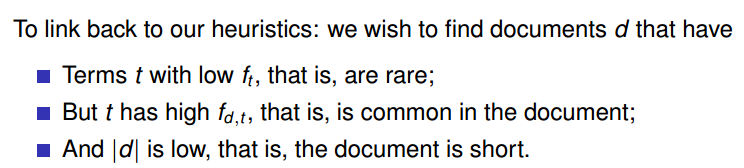 To link back to our heuristics: we wish to find documents d that have
■ Terms t with low fₜ, that is, are rare;
■ But t has high f_{d,t}, that is, is common in the document;
■ And |d| is low, that is, the document is short.